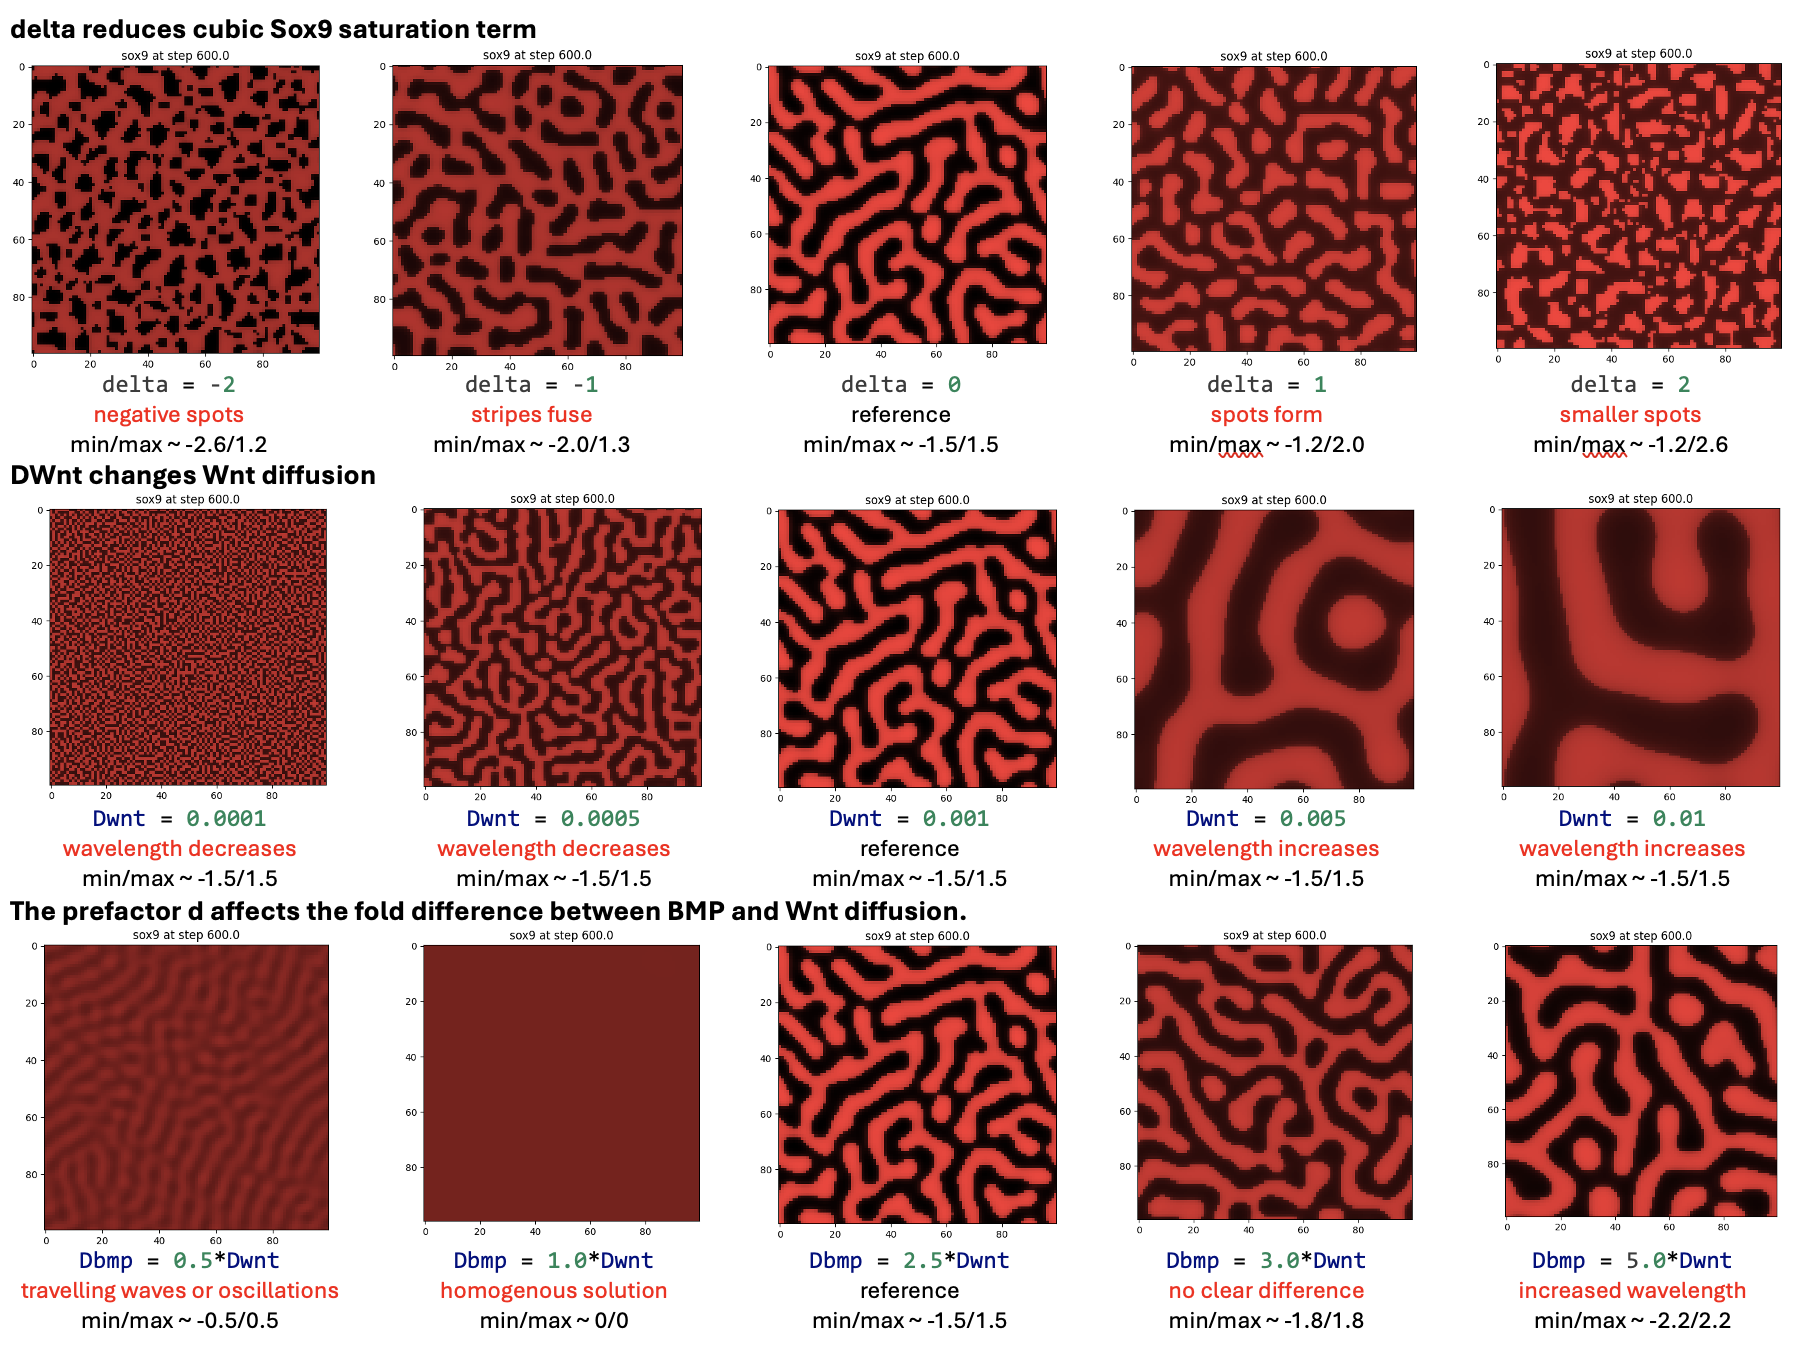 delta reduces cubic Sox9 saturation term
sox9 at step 600.0 sox9 at step 600.0 sox9 at step 600.0 sox9 at step 600.0 sox9 at step 600.0
0 0 0 0 0
20 20 20 20 20
40 40 40 40 40
60 60 60 60 60
80 80 80 80 80
0 20 40 60 80 0 20 40 60 80 0 20 40 60 80 0 20 40 60 80 0 20 40 60 80
delta = -2 delta = -1 delta = 0 delta = 1 delta = 2
negative spots stripes fuse reference spots form smaller spots
min/max ~ -2.6/1.2 min/max ~ -2.0/1.3 min/max ~ -1.5/1.5 min/max ~ -1.2/2.0 min/max ~ -1.2/2.6
DWnt changes Wnt diffusion
sox9 at step 600.0 sox9 at step 600.0 sox9 at step 600.0 sox9 at step 600.0 sox9 at step 600.0
0 0 0 0 0
20 20 20 20 20
40 40 40 40 40
60 60 60 60 60
80 80 80 80 80
0 20 40 60 80 0 20 40 60 80 0 20 40 60 80 0 20 40 60 80 0 20 40 60 80
Dwnt = 0.0001 Dwnt = 0.0005 Dwnt = 0.001 Dwnt = 0.005 Dwnt = 0.01
wavelength decreases wavelength decreases reference wavelength increases wavelength increases
min/max ~ -1.5/1.5 min/max ~ -1.5/1.5 min/max ~ -1.5/1.5 min/max ~ -1.5/1.5 min/max ~ -1.5/1.5
The prefactor d affects the fold difference between BMP and Wnt diffusion.
sox9 at step 600.0 sox9 at step 600.0 sox9 at step 600.0 sox9 at step 600.0 sox9 at step 600.0
0 0 0 0 0
20 20 20 20 20
40 40 40 40 40
60 60 60 60 60
80 80 80 80 80
0 20 40 60 80 0 20 40 60 80 0 20 40 60 80 0 20 40 60 80 0 20 40 60 80
Dbmp = 0.5*Dwnt Dbmp = 1.0*Dwnt Dbmp = 2.5*Dwnt Dbmp = 3.0*Dwnt Dbmp = 5.0*Dwnt
travelling waves or oscillations homogenous solution reference no clear difference increased wavelength
min/max ~ -0.5/0.5 min/max ~ 0/0 min/max ~ -1.5/1.5 min/max ~ -1.8/1.8 min/max ~ -2.2/2.2